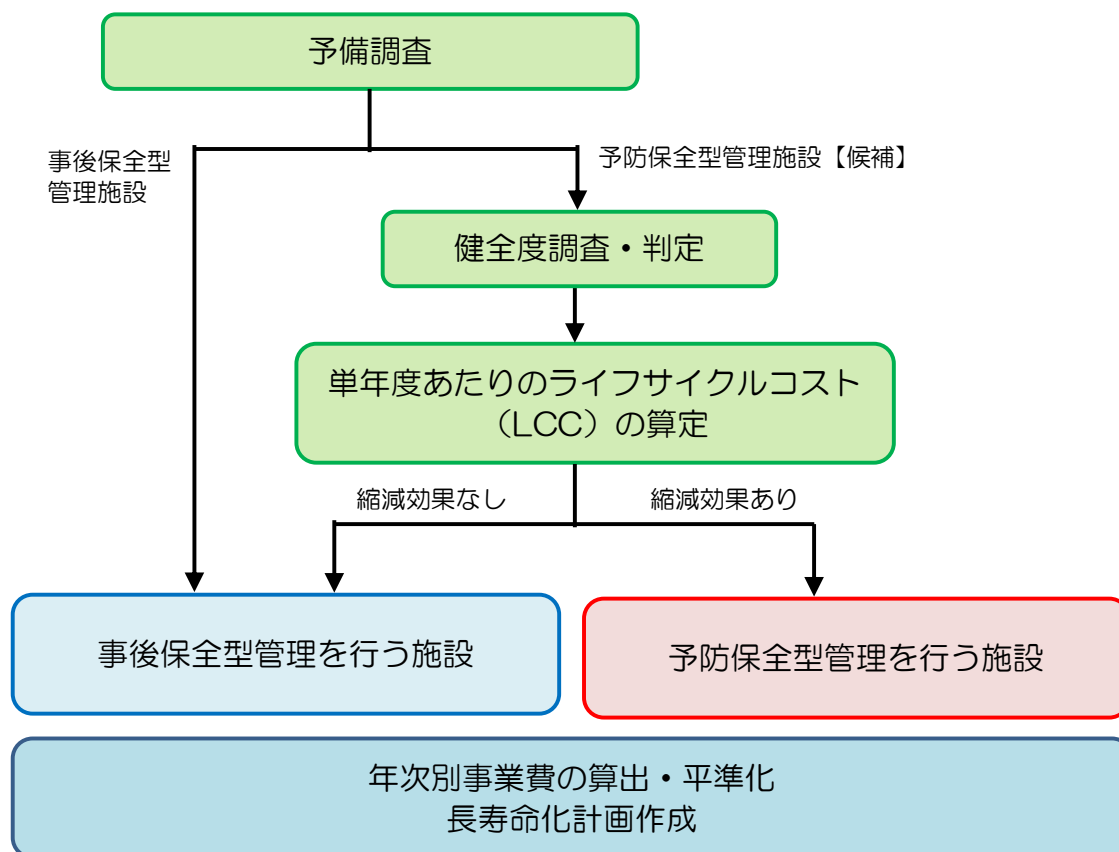 予備調査
事後保全型
管理施設
予防保全型管理施設【候補】
健全度調査・判定
単年度あたりのライフサイクルコスト
（LCC）の算定
縮減効果なし
縮減効果あり
事後保全型管理を行う施設
予防保全型管理を行う施設
年次別事業費の算出・平準化
長寿命化計画作成